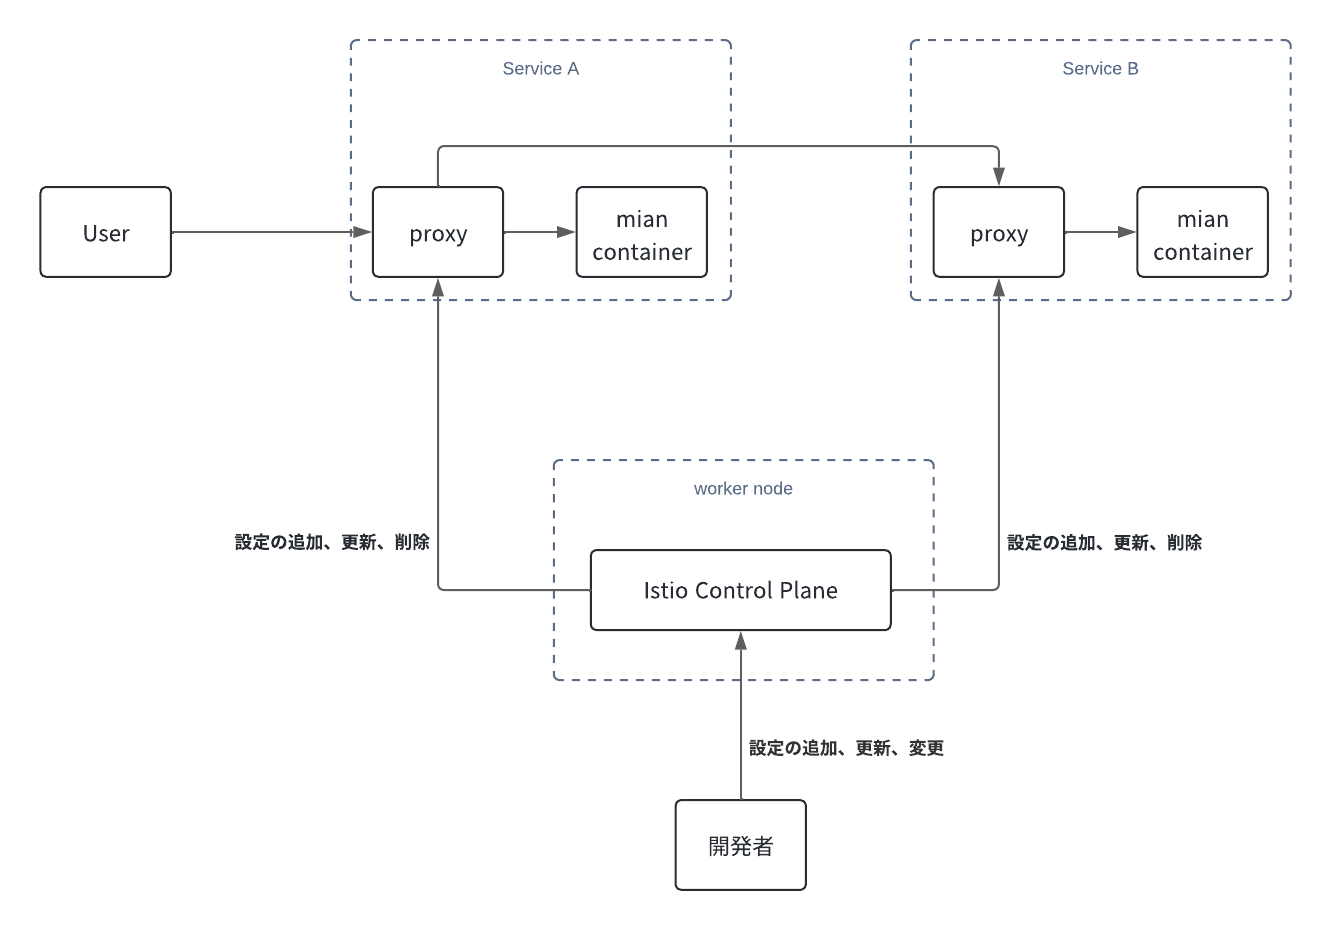 Service A
Service B
User
proxy
mian
container
proxy
mian
container
worker node
設定の追加、更新、削除
設定の追加、更新、削除
Istio Control Plane
設定の追加、更新、変更
開発者